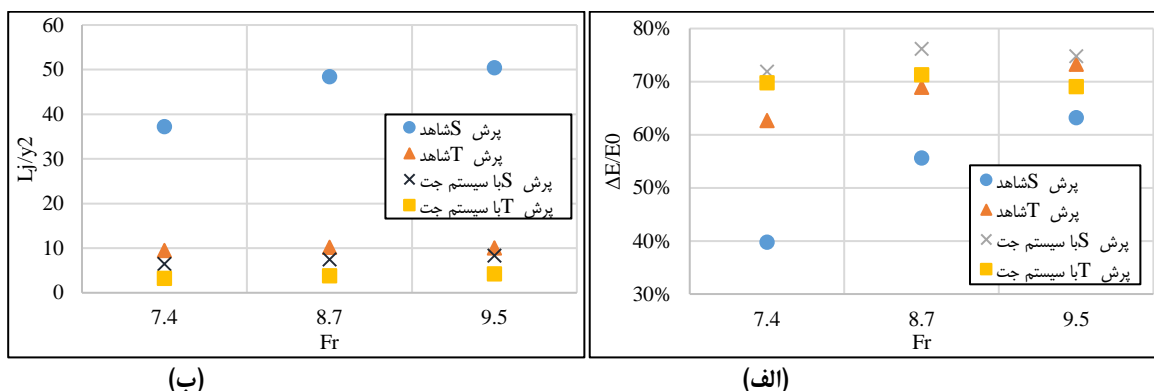 60
50
40
30
20
10
0
Lj/y2
7.4 8.7 9.5
Fr
پرش Sشاهد
پرش Tشاهد
پرش Sبا سیستم جت
پرش Tبا سیستم جت
(ب)
80%
70%
60%
50%
40%
30%
ΔE/E0
7.4 8.7 9.5
Fr
پرش Sشاهد
پرش Tشاهد
پرش Sبا سیستم جت
پرش Tبا سیستم جت
(الف)